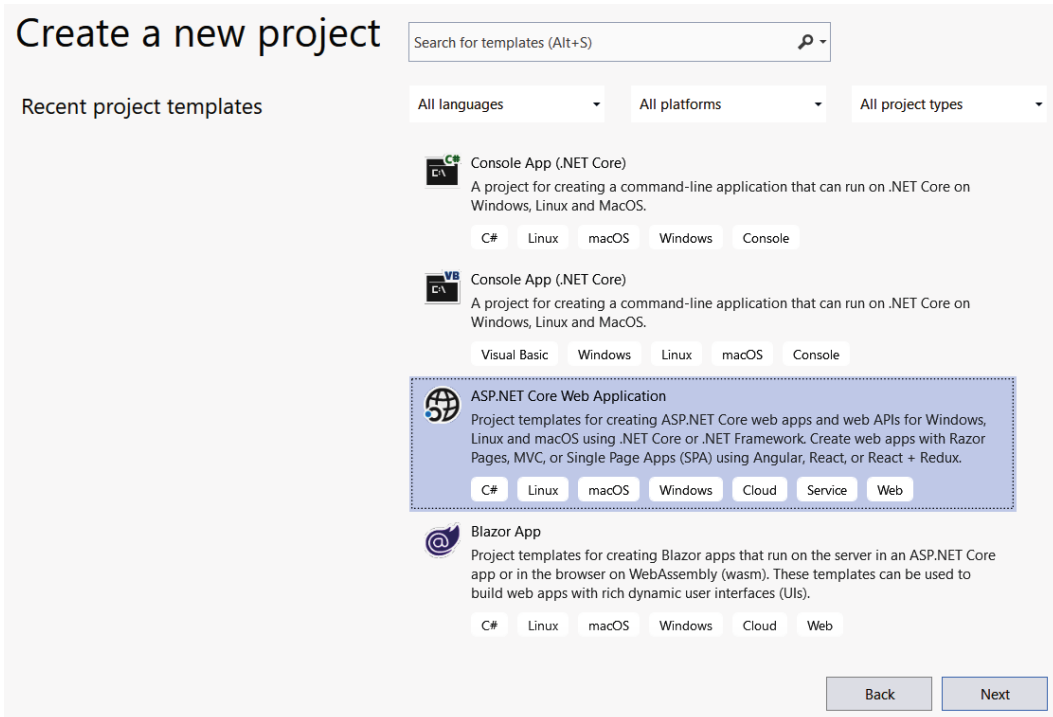 Create a new project
Search for templates (Alt+S)
Recent project templates
All languages
All platforms
All project types
C#
C:\
Console App (.NET Core)
A project for creating a command-line application that can run on .NET Core on
Windows, Linux and MacOS.
C# Linux macOS Windows Console
VB
C:\
Console App (.NET Core)
A project for creating a command-line application that can run on .NET Core on
Windows, Linux and MacOS.
Visual Basic Windows Linux macOS Console
ASP.NET Core Web Application
Project templates for creating ASP.NET Core web apps and web APIs for Windows,
Linux and macOS using .NET Core or .NET Framework. Create web apps with Razor
Pages, MVC, or Single Page Apps (SPA) using Angular, React, or React + Redux.
C# Linux macOS Windows Cloud Service Web
@
Blazor App
Project templates for creating Blazor apps that run on the server in an ASP.NET Core
app or in the browser on WebAssembly (wasm). These templates can be used to
build web apps with rich dynamic user interfaces (UIs).
C# Linux macOS Windows Cloud Web
Back
Next